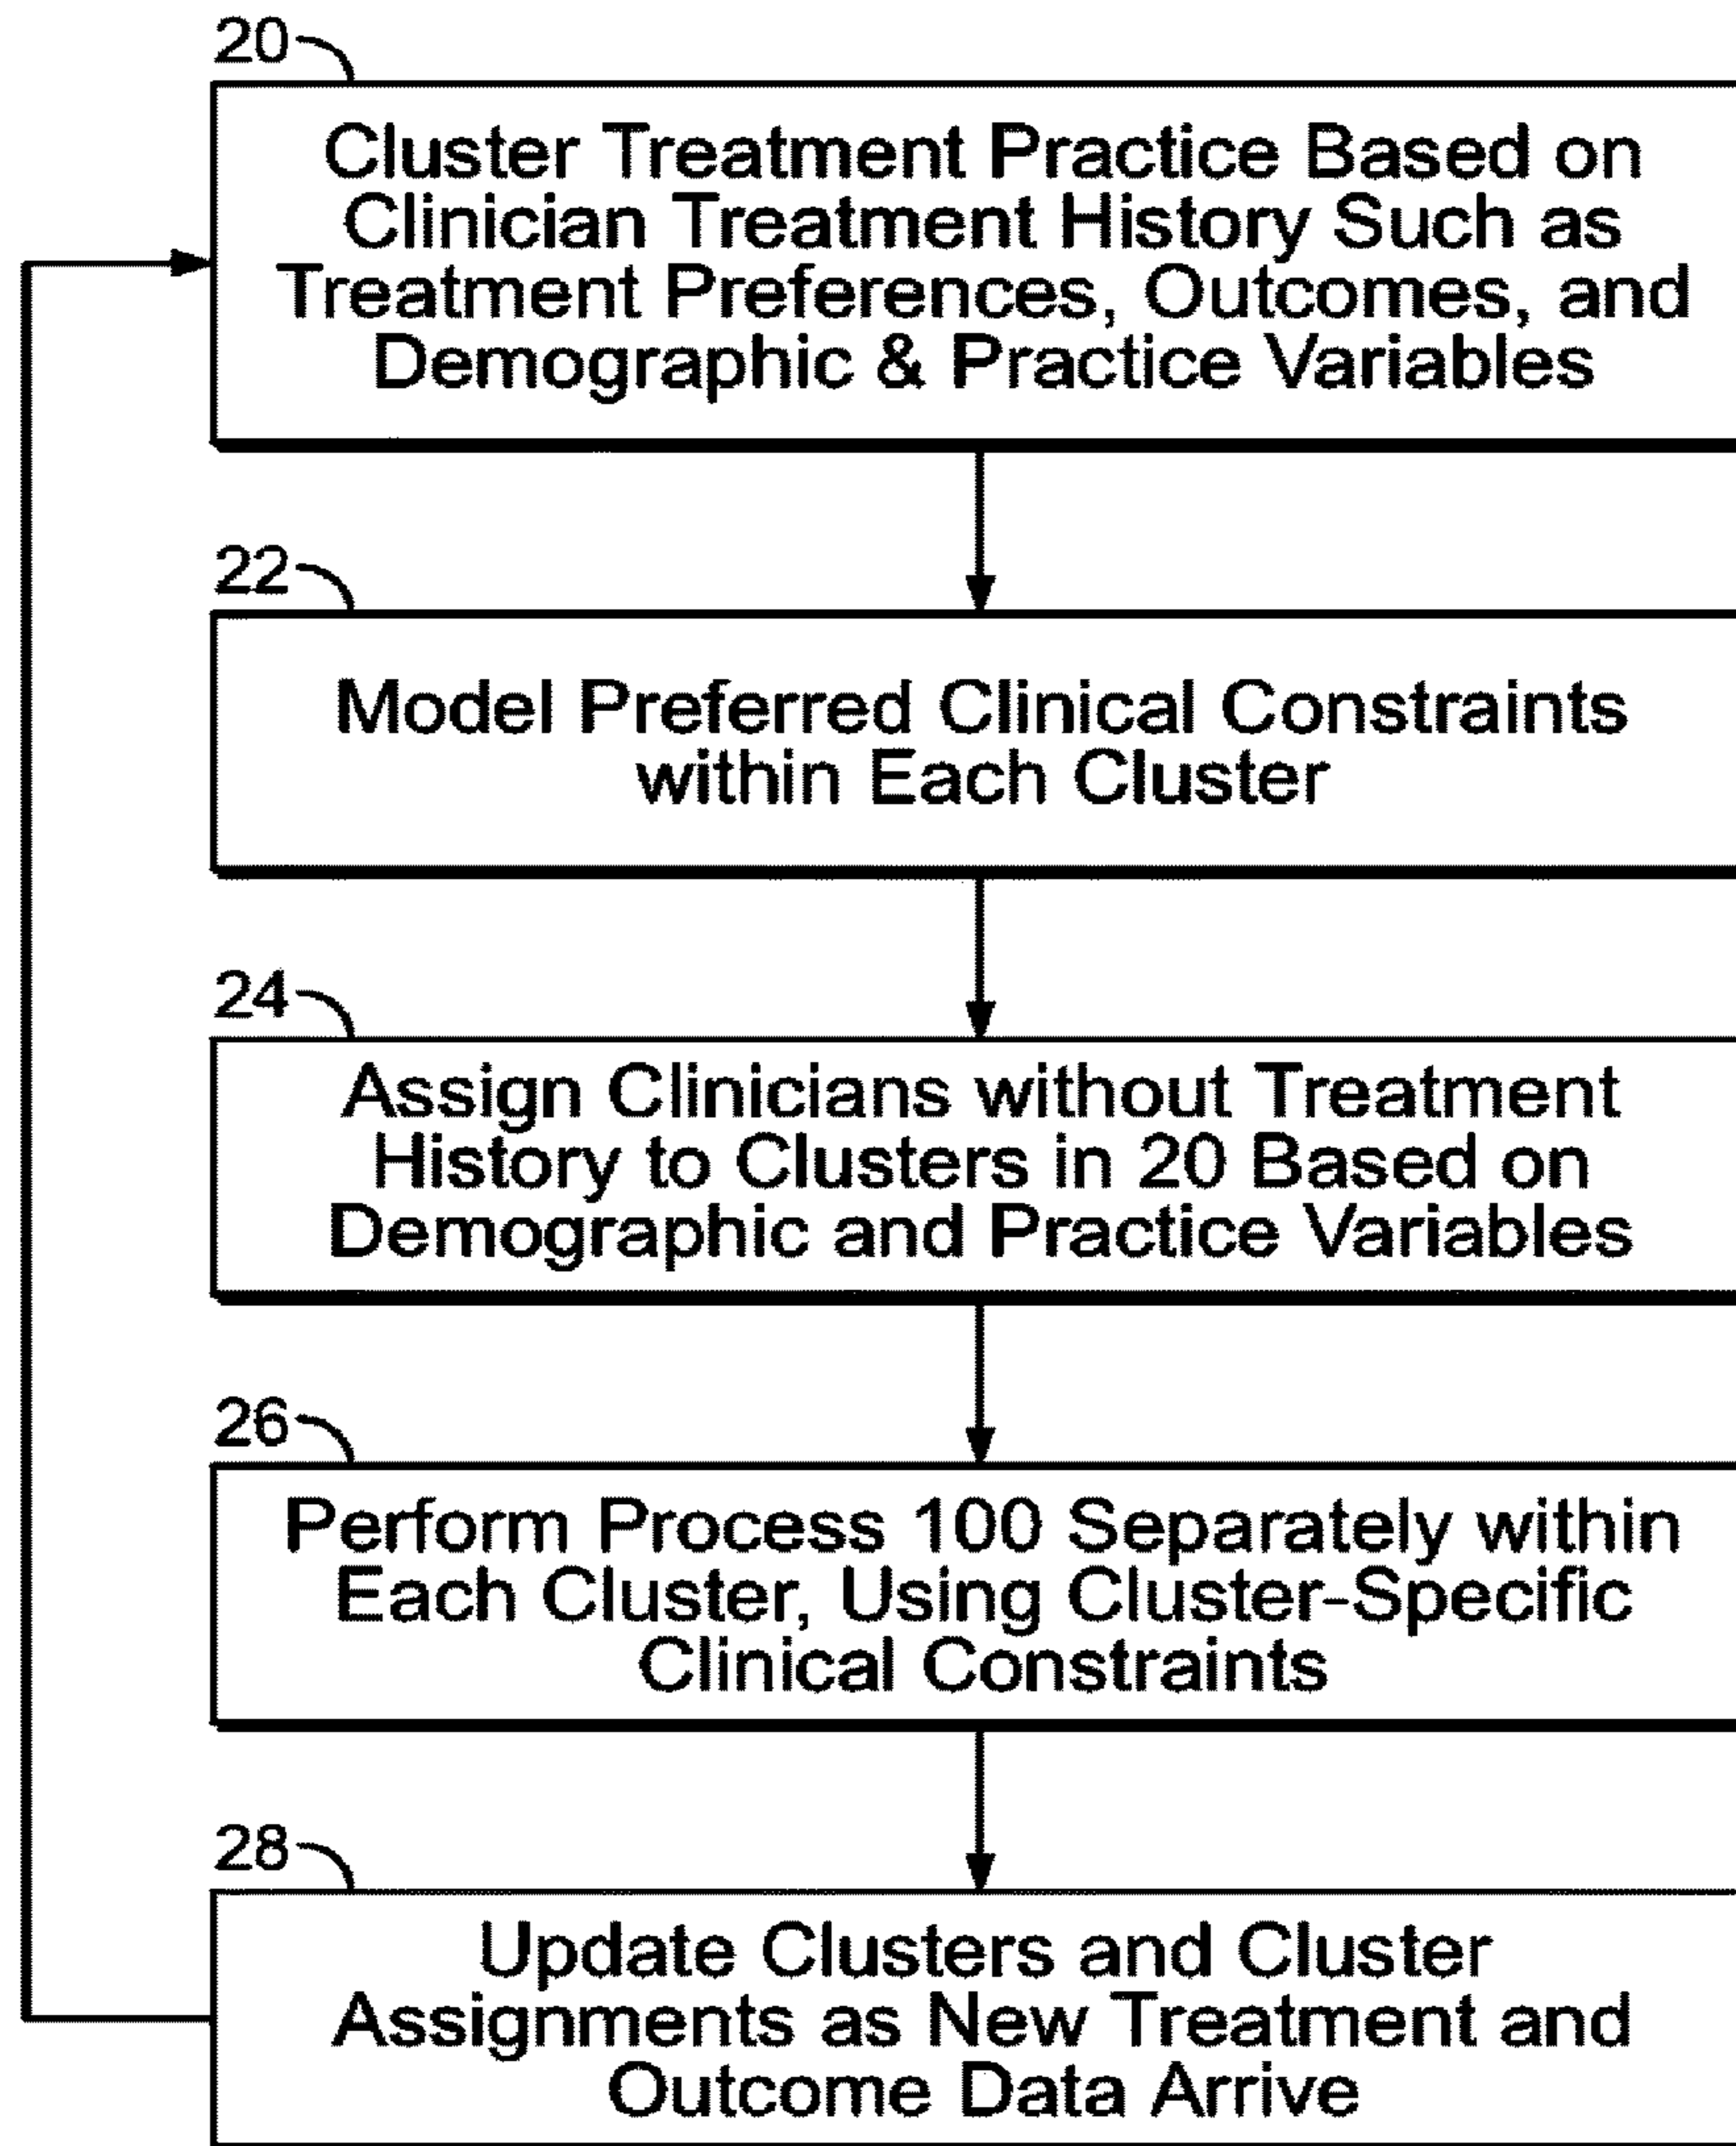 20
Cluster Treatment Practice Based on
Clinician Treatment History Such as
Treatment Preferences, Outcomes, and
Demographic & Practice Variables
22
Model Preferred Clinical Constraints
within Each Cluster
24
Assign Clinicians without Treatment
History to Clusters in 20 Based on
Demographic and Practice Variables
26
Perform Process 100 Separately within
Each Cluster, Using Cluster-Specific
Clinical Constraints
28
Update Clusters and Cluster
Assignments as New Treatment and
Outcome Data Arrive